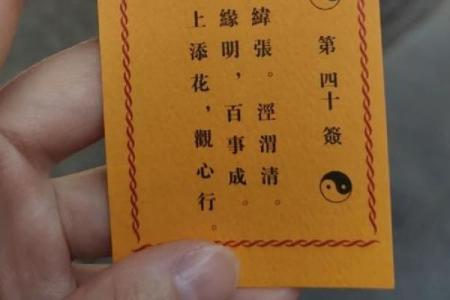 第四十簽
緯張。涇渭清。
緣明，百事成。
上添花，觀心行。